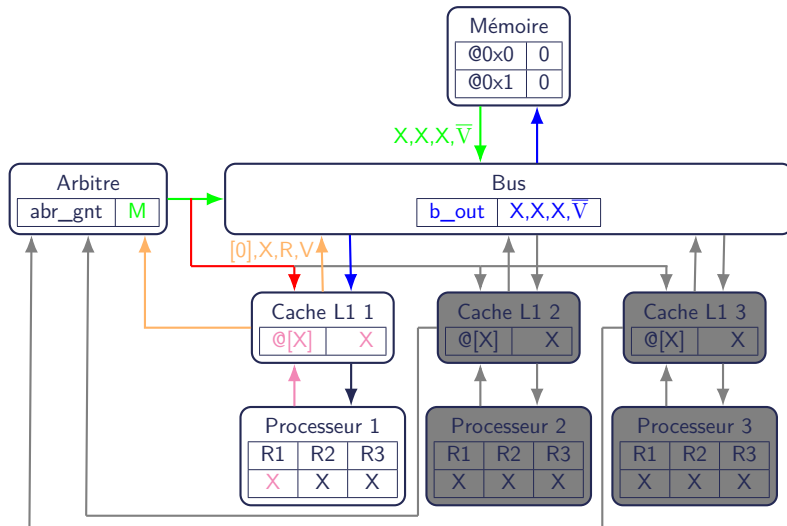 Mémoire
@0x0 0
@0x1 0
X,X,X,V̅
Arbitre
abr_gnt M
Bus
b_out X,X,X,V̅
[0],X,R,V
Cache L1 1
@[X] X
Cache L1 2
@[X] X
Cache L1 3
@[X] X
Processeur 1
R1 R2 R3
X X X
Processeur 2
R1 R2 R3
X X X
Processeur 3
R1 R2 R3
X X X